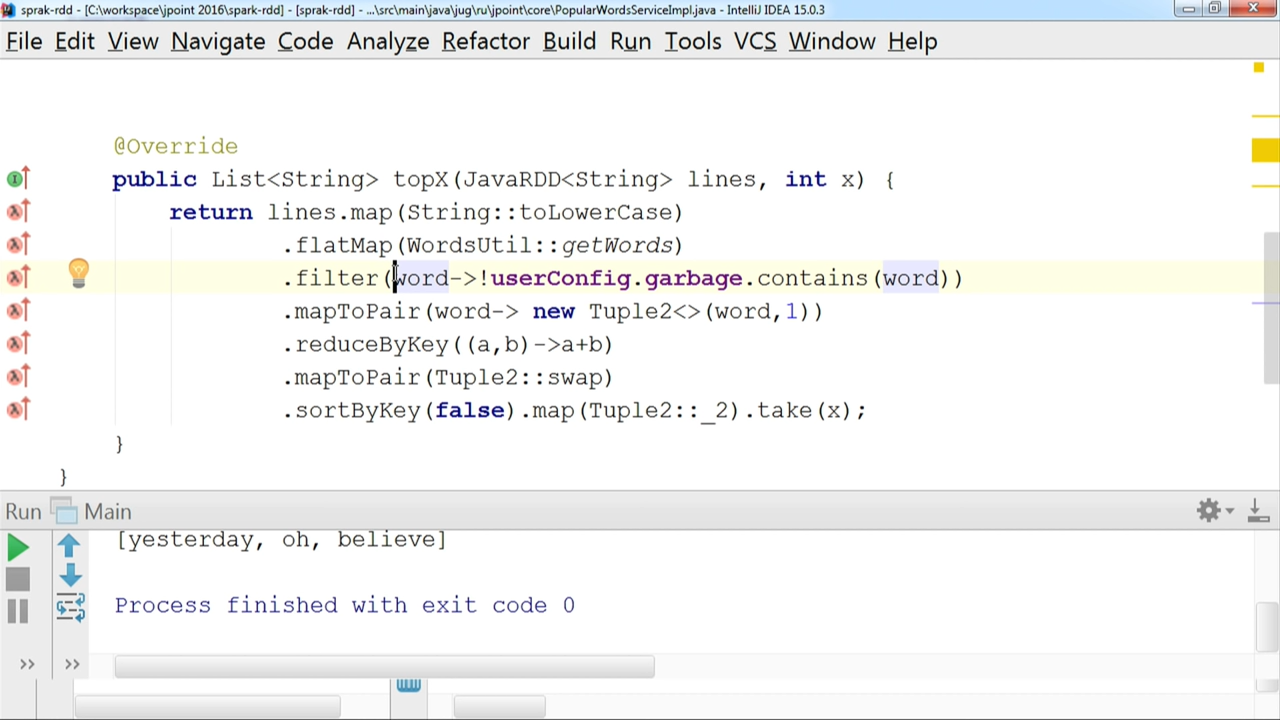 sprak-rdd - [C:\workspace\jpoint 2016\spark-rdd] - [sprak-rdd] - ...\src\main\java\jug\ru\jpoint\core\PopularWordsServiceImpl.java - IntelliJ IDEA 15.0.3
File Edit View Navigate Code Analyze Refactor Build Run Tools VCS Window Help
@Override
public List<String> topX(JavaRDD<String> lines, int x) {
return lines.map(String::toLowerCase)
.flatMap(WordsUtil::getWords)
.filter(word->!userConfig.garbage.contains(word))
.mapToPair(word-> new Tuple2<>(word,1))
.reduceByKey((a,b)->a+b)
.mapToPair(Tuple2::swap)
.sortByKey(false).map(Tuple2::_2).take(x);
}
}
Run Main
[yesterday, oh, believe]
Process finished with exit code 0